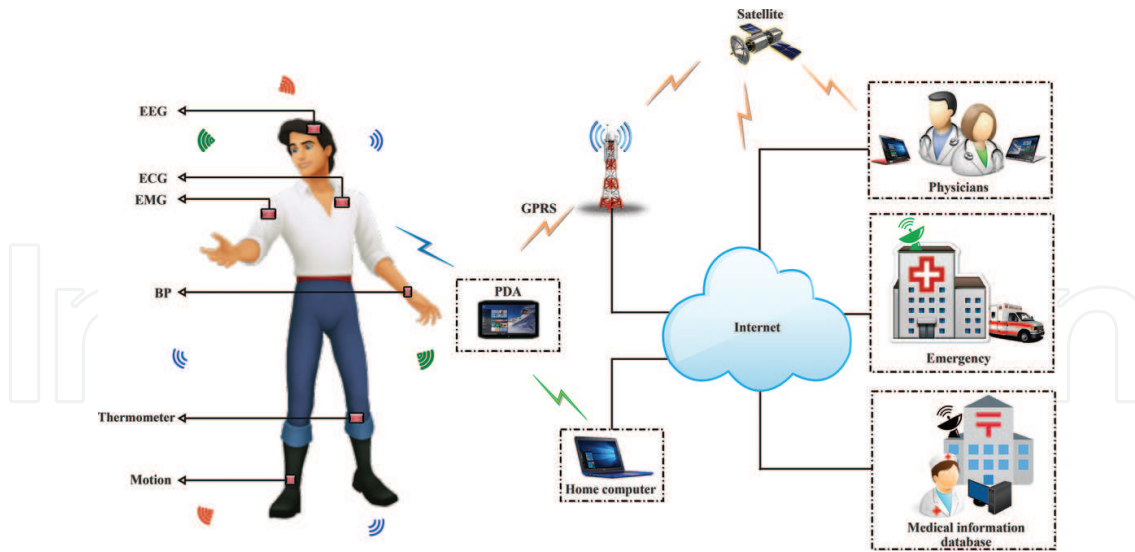 Satellite
EEG
ECG
EMG
GPRS
Physicians
BP
PDA
Internet
Emergency
Thermometer
Motion
Home computer
Medical information
database